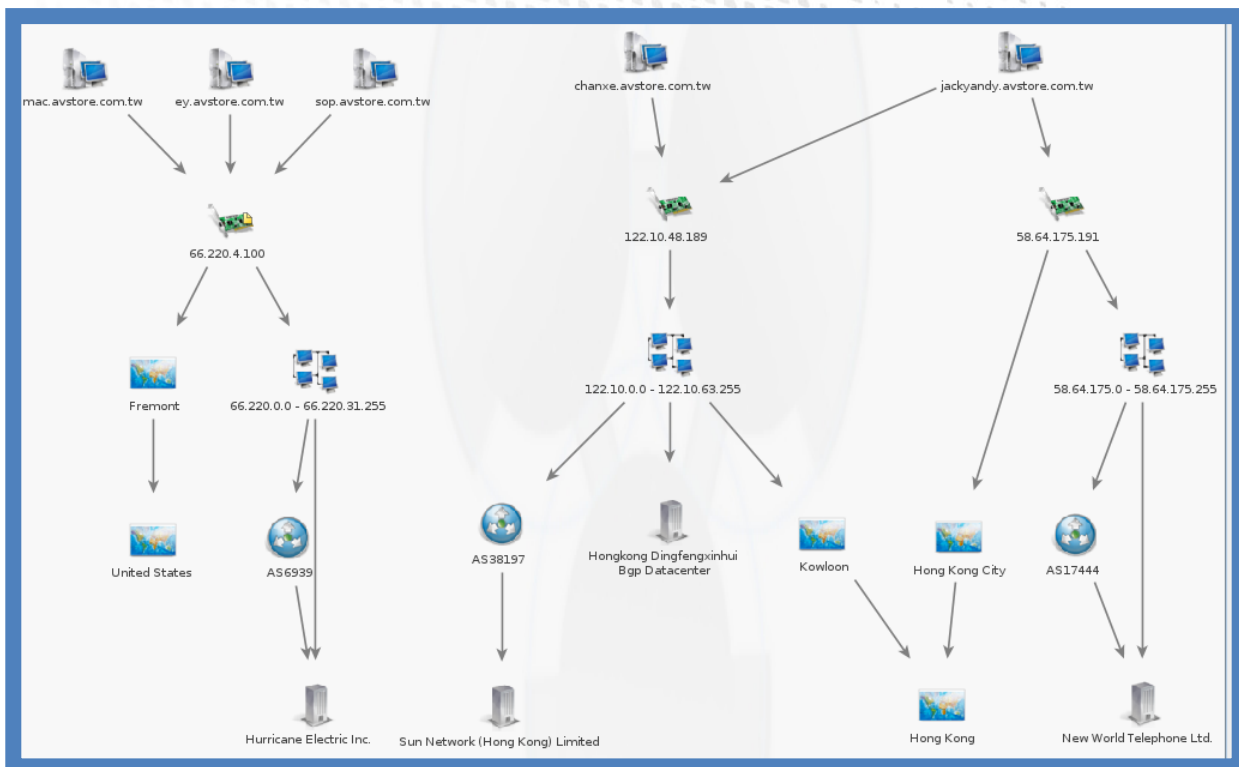 mac.avstore.com.tw
ey.avstore.com.tw
sop.avstore.com.tw
chanxe.avstore.com.tw
jackyandy.avstore.com.tw
66.220.4.100
122.10.48.189
58.64.175.191
Fremont
66.220.0.0 - 66.220.31.255
122.10.0.0 - 122.10.63.255
58.64.175.0 - 58.64.175.255
United States
AS6939
AS38197
Hongkong Dingfengxinhui
Bgp Datacenter
Kowloon
Hong Kong City
AS17444
Hurricane Electric Inc.
Sun Network (Hong Kong) Limited
Hong Kong
New World Telephone Ltd.